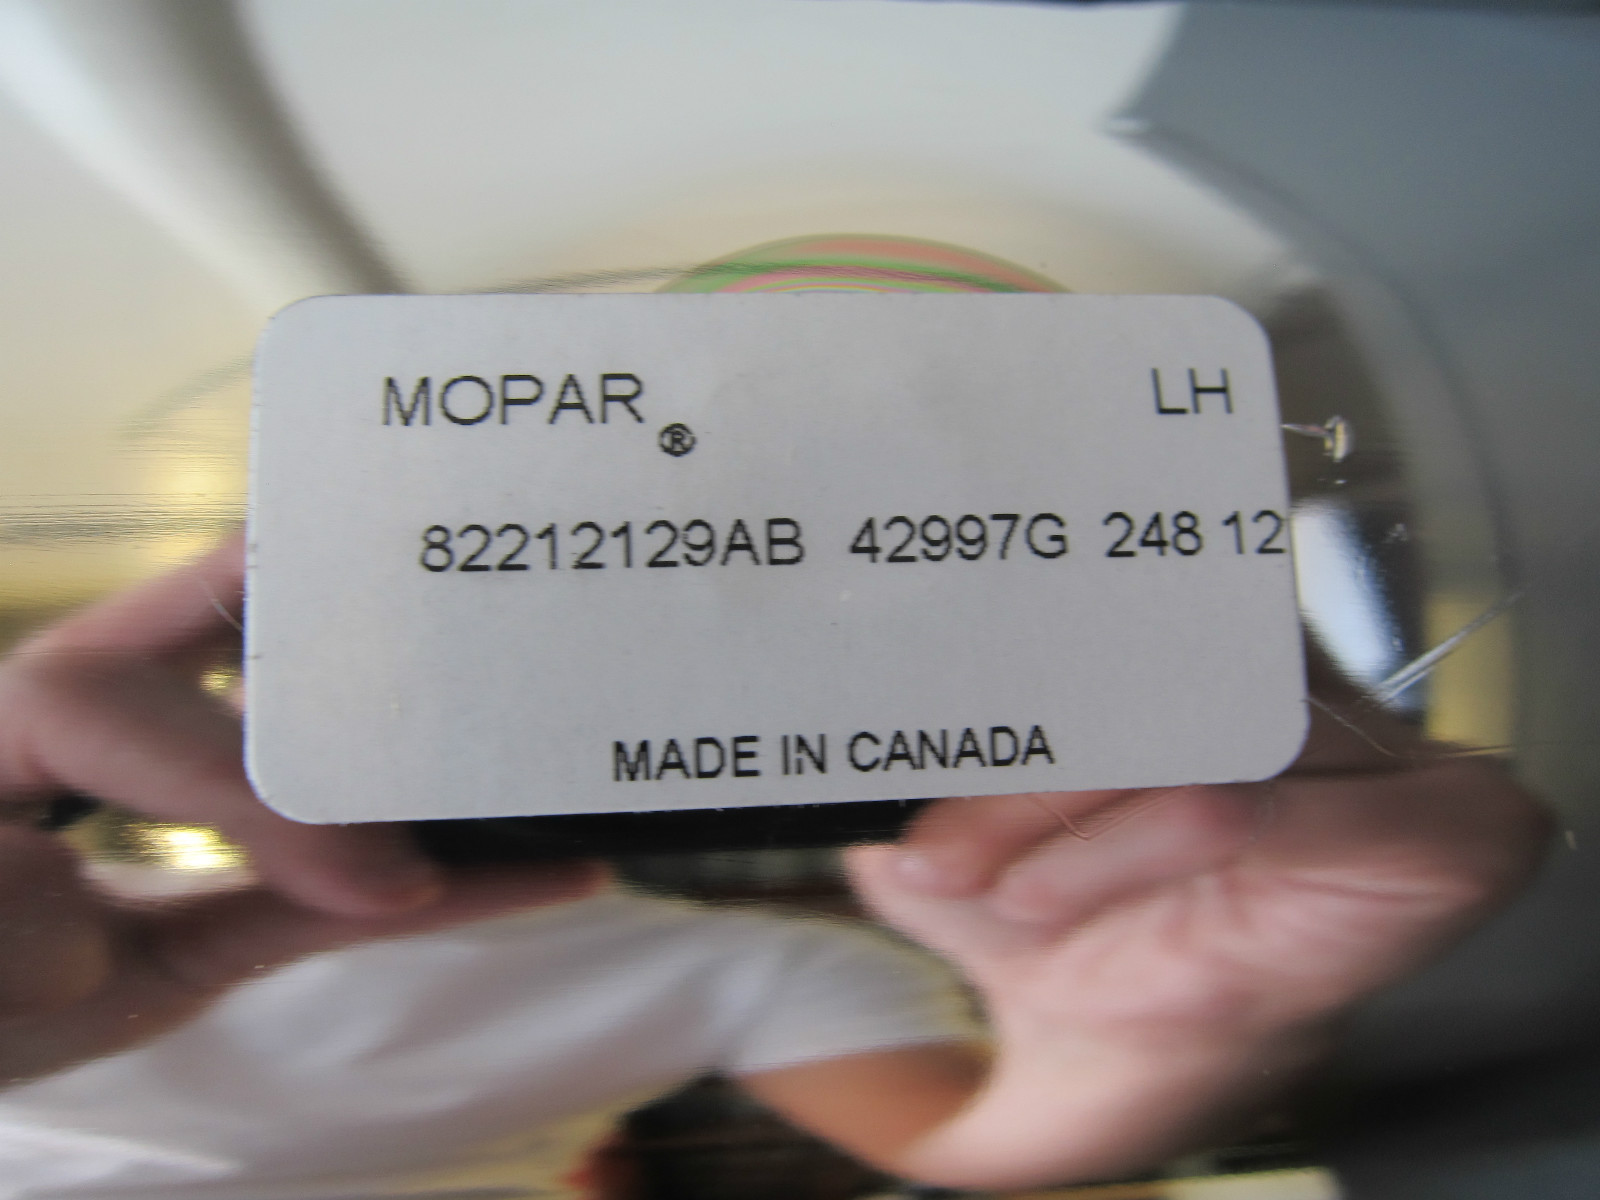 MOPAR ® LH
82212129AB 42997G 248 12
MADE IN CANADA